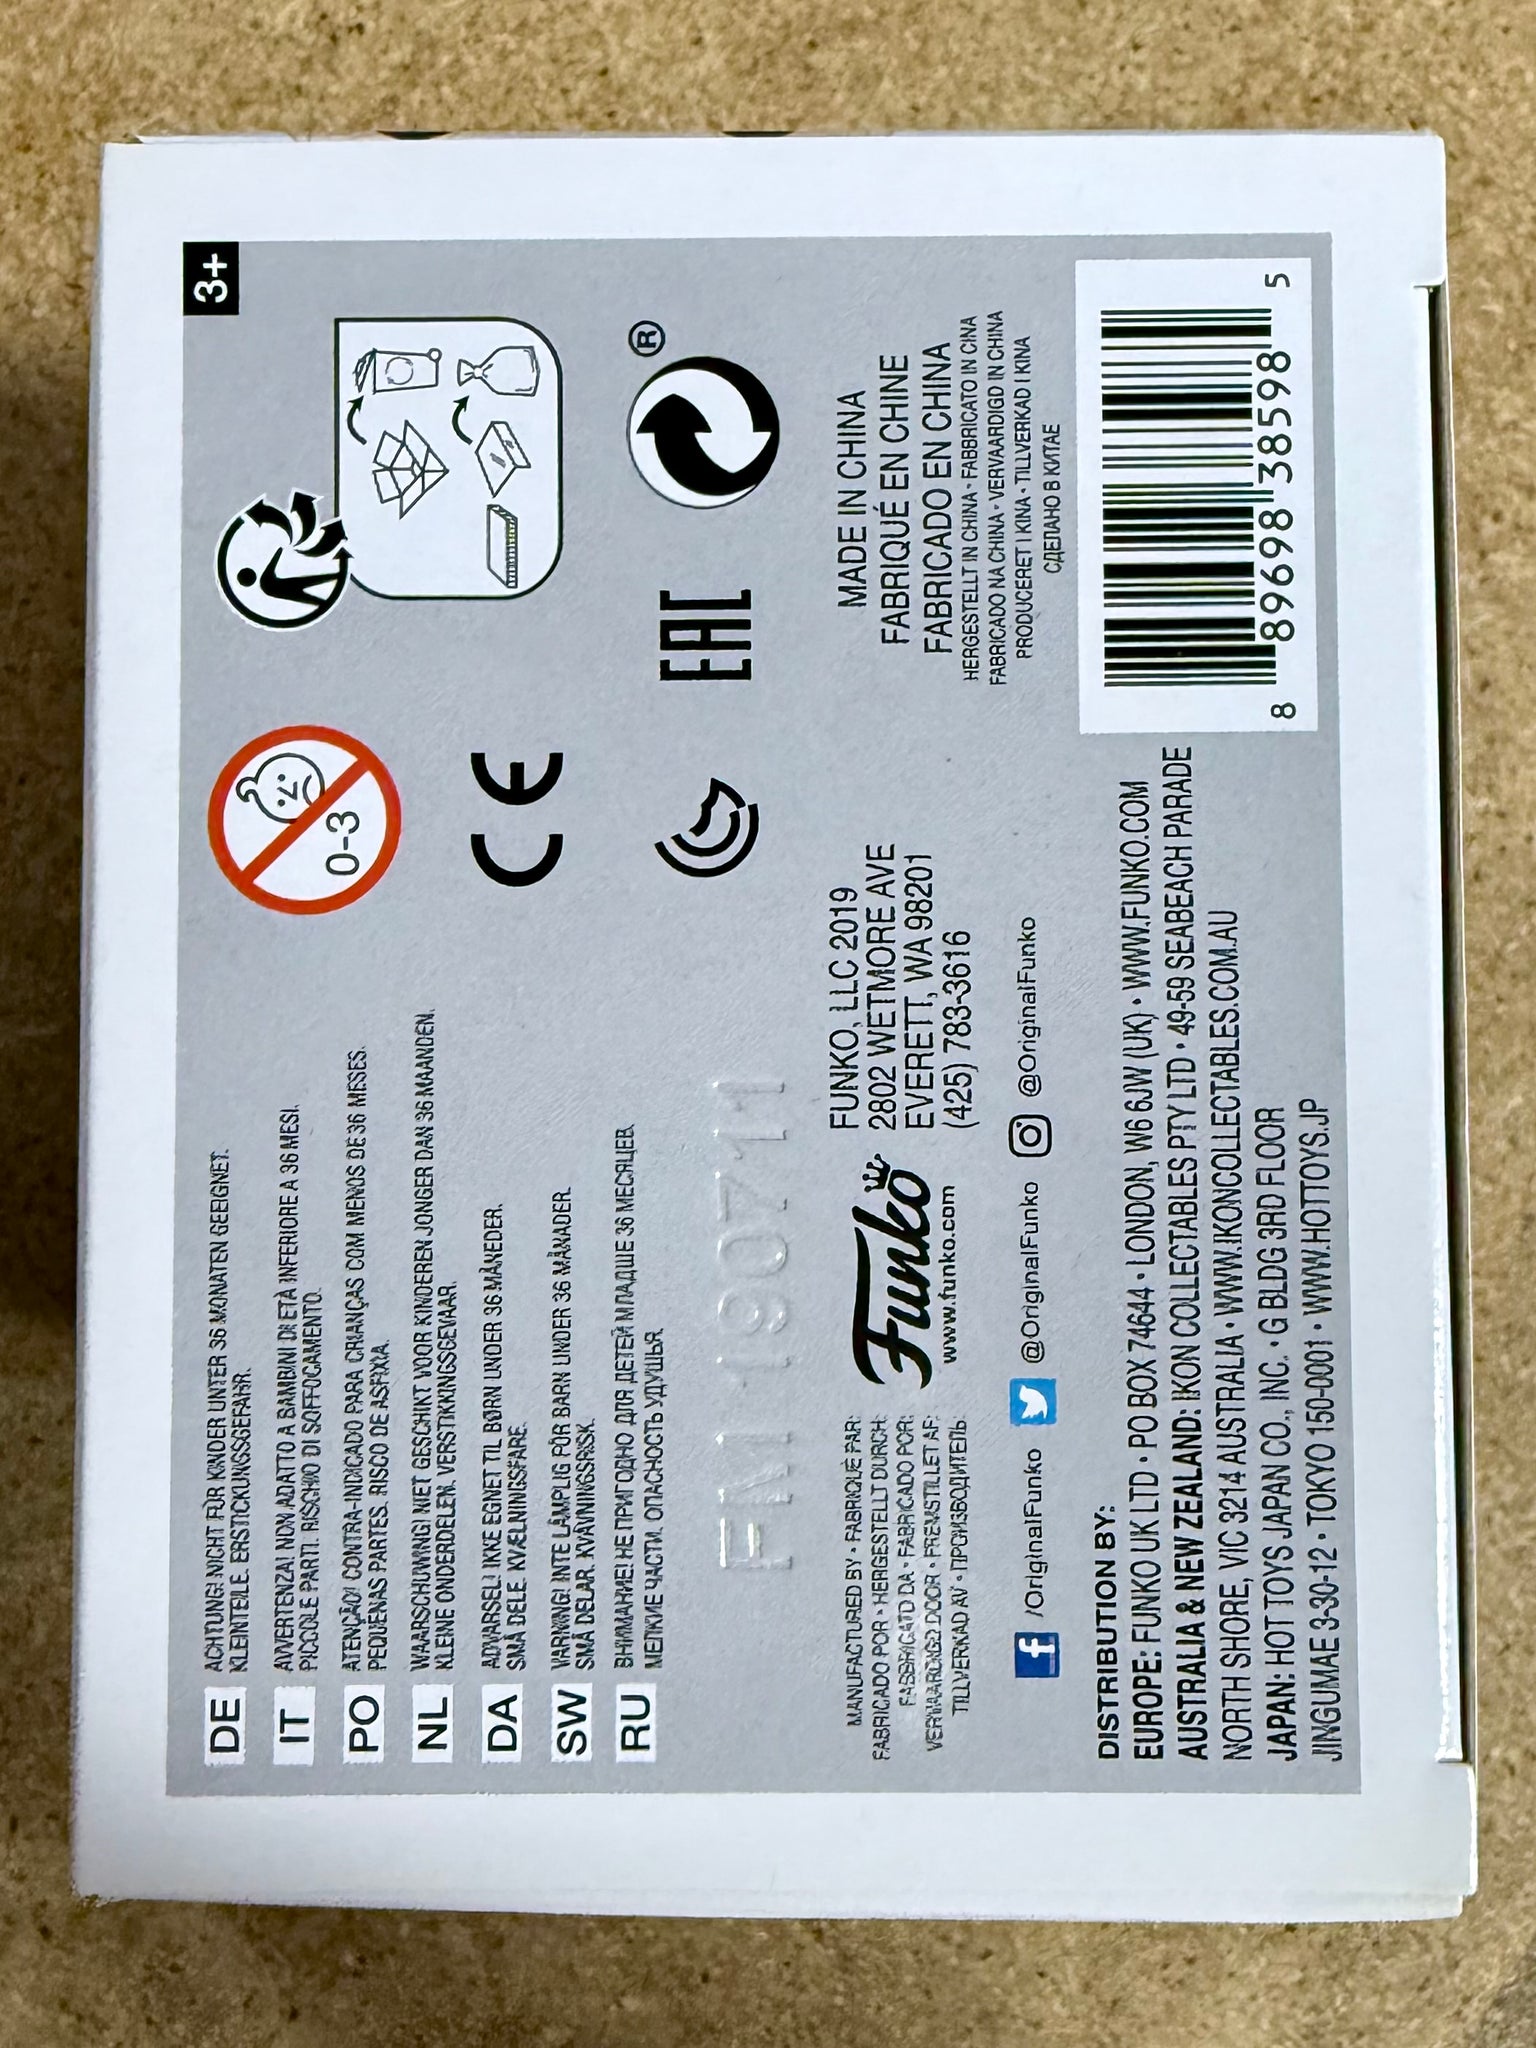 3+
DE ACHTUNG! NICHT FÜR KINDER UNTER 36 MONATEN GEEIGNET.
KLEINTEILE. ERSTICKUNGSSGEFAHR.
IT AVVERTENZA! NON ADATTO A BAMBINI DI ETÀ INFERIORE A 36 MESI.
PICCOLE PARTI. RISCHIO DI SOFFOCAMENTO.
PO ATENÇÃO! CONTRA-INDICADO PARA CRIANÇAS COM MENOS DE 36 MESES.
PEQUENAS PARTES. RISCO DE ASFIXIA.
NL WAARSCHUWING! NIET GESCHIKT VOOR KINDEREN JONGER DAN 36 MAANDEN.
KLEINE ONDERDELEN. VERSTIKKINGSGEVAAR.
DA ADVARSEL! IKKE EGNET TIL BØRN UNDER 36 MÅNEDER.
SMÅ DELE. KVÆLNINGSFARE.
SW VARNING! INTE LÄMPLIG FÖR BARN UNDER 36 MÅNADER.
SMÅ DELAR. KVÄVNINGSRISK.
RU ВНИМАНИЕ! НЕ ПРИГОДНО ДЛЯ ДЕТЕЙ МЛАДШЕ 36 МЕСЯЦЕВ.
МЕЛКИЕ ЧАСТИ. ОПАСНОСТЬ УДУШЬЯ.
0-3
CE
EAC
®
MANUFACTURED BY • FABRIQUÉ PAR:
FABRICADO POR • HERGESTELLT DURCH:
FABBRICATO DA • FABRICADO POR:
VERVAARDIGD DOOR • FREMSTILLET AF:
TILLVERKAD AV • ПРОИЗВОДИТЕЛЬ:
Funko
www.funko.com
FUNKO, LLC 2019
2802 WETMORE AVE
EVERETT, WA 98201
(425) 783-3616
MADE IN CHINA
FABRIQUÉ EN CHINE
FABRICADO EN CHINA
HERGESTELLT IN CHINA • FABBRICATO IN CINA
FABRICADO NA CHINA • VERVAARDIGD IN CHINA
PRODUCERET I KINA • TILLVERKAD I KINA
СДЕЛАНО В КИТАЕ
/OriginalFunko @OriginalFunko @OriginalFunko
DISTRIBUTION BY:
EUROPE: FUNKO UK LTD • PO BOX 74644 • LONDON, W6 6JW (UK) • WWW.FUNKO.COM
AUSTRALIA & NEW ZEALAND: IKON COLLECTABLES PTY LTD • 49-59 SEABEACH PARADE
NORTH SHORE, VIC 3214 AUSTRALIA • WWW.IKONCOLLECTABLES.COM.AU
JAPAN: HOT TOYS JAPAN CO., INC. • G BLDG 3RD FLOOR
JINGUMAE 3-30-12 • TOKYO 150-0001 • WWW.HOTTOYS.JP
8 89698 38598 5